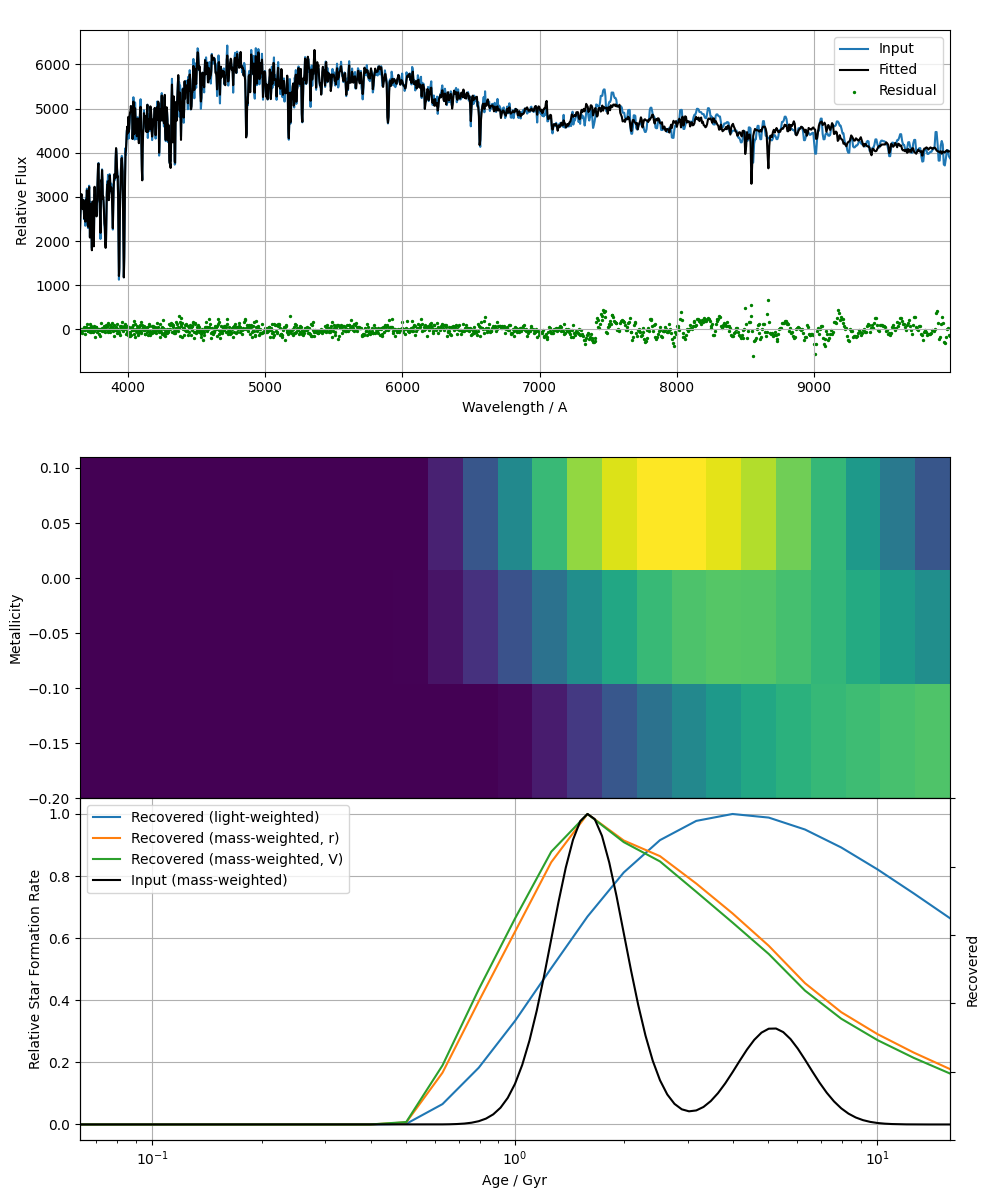 Input
Fitted
Residual
6000
5000
4000
3000
2000
1000
0
Relative Flux
4000 5000 6000 7000 8000 9000
Wavelength / A
0.10
0.05
0.00
−0.05
−0.10
−0.15
−0.20
Metallicity
Recovered (light-weighted)
Recovered (mass-weighted, r)
Recovered (mass-weighted, V)
Input (mass-weighted)
1.0
0.8
0.6
0.4
0.2
0.0
Relative Star Formation Rate
Recovered
10⁻¹ 10⁰ 10¹
Age / Gyr